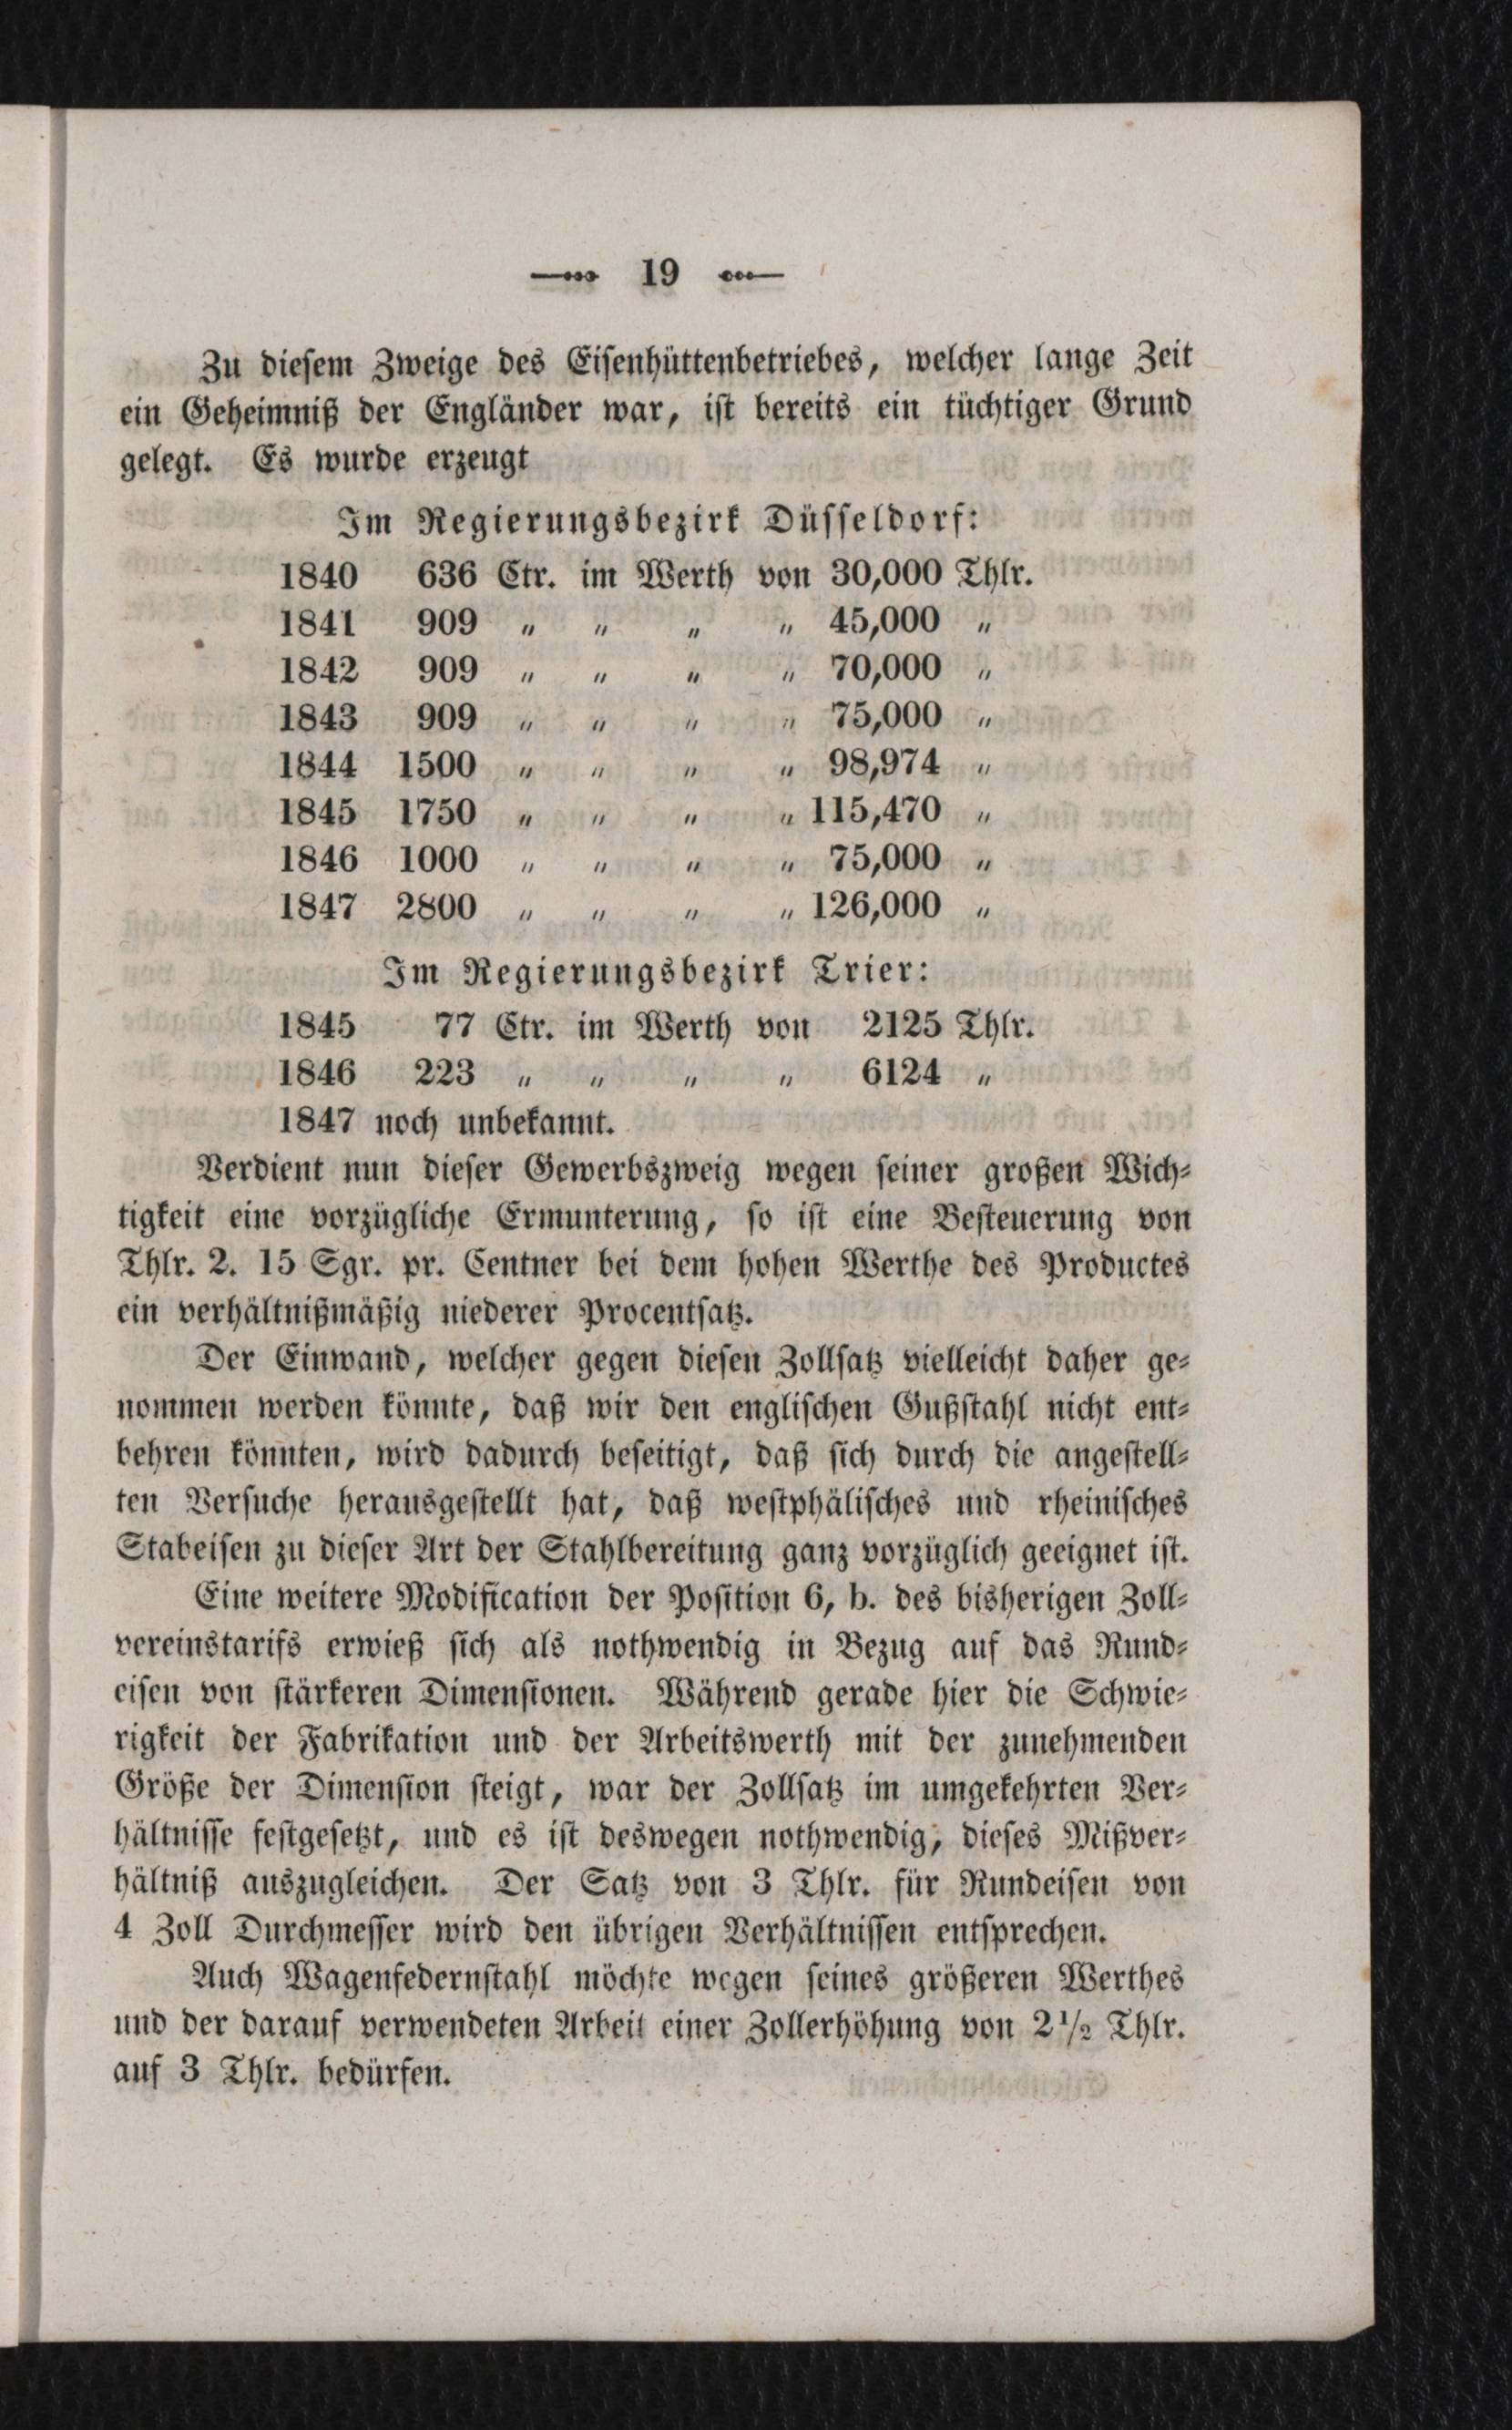 19
Zu diesem Zweige des Eisenhüttenbetriebes, welcher lange Zeit
ein Geheimniß der Engländer war, ist bereits ein tüchtiger Grund
gelegt. Es wurde erzeugt
Im Regierungsbezirk Düsseldorf:
1840 636 Ctr. im Werth von 30,000 Thlr.
1841 909 „ „ „ „ 45,000 „
1842 909 „ „ „ „ 70,000 „
1843 909 „ „ „ „ 75,000 „
1844 1500 „ „ „ „ 98,974 „
1845 1750 „ „ „ „ 115,470 „
1846 1000 „ „ „ „ 75,000 „
1847 2800 „ „ „ „ 126,000 „
Im Regierungsbezirk Trier:
1845 77 Ctr. im Werth von 2125 Thlr.
1846 223 „ „ „ „ 6124 „
1847 noch unbekannt.
Verdient nun dieser Gewerbszweig wegen seiner großen Wich-
tigkeit eine vorzügliche Ermunterung, so ist eine Besteuerung von
Thlr. 2. 15 Sgr. pr. Centner bei dem hohen Werthe des Productes
ein verhältnißmäßig niederer Procentsatz.
Der Einwand, welcher gegen diesen Zollsatz vielleicht daher ge-
nommen werden könnte, daß wir den englischen Gußstahl nicht ent-
behren könnten, wird dadurch beseitigt, daß sich durch die angestell-
ten Versuche herausgestellt hat, daß westphälisches und rheinisches
Stabeisen zu dieser Art der Stahlbereitung ganz vorzüglich geeignet ist.
Eine weitere Modification der Position 6, b. des bisherigen Zoll-
vereinstarifs erwieß sich als nothwendig in Bezug auf das Rund-
eisen von stärkeren Dimensionen. Während gerade hier die Schwie-
rigkeit der Fabrikation und der Arbeitswerth mit der zunehmenden
Größe der Dimension steigt, war der Zollsatz im umgekehrten Ver-
hältnisse festgesetzt, und es ist deswegen nothwendig, dieses Mißver-
hältniß auszugleichen. Der Satz von 3 Thlr. für Rundeisen von
4 Zoll Durchmesser wird den übrigen Verhältnissen entsprechen.
Auch Wagenfedernstahl möchte wegen seines größeren Werthes
und der darauf verwendeten Arbeit einer Zollerhöhung von 2½ Thlr.
auf 3 Thlr. bedürfen.